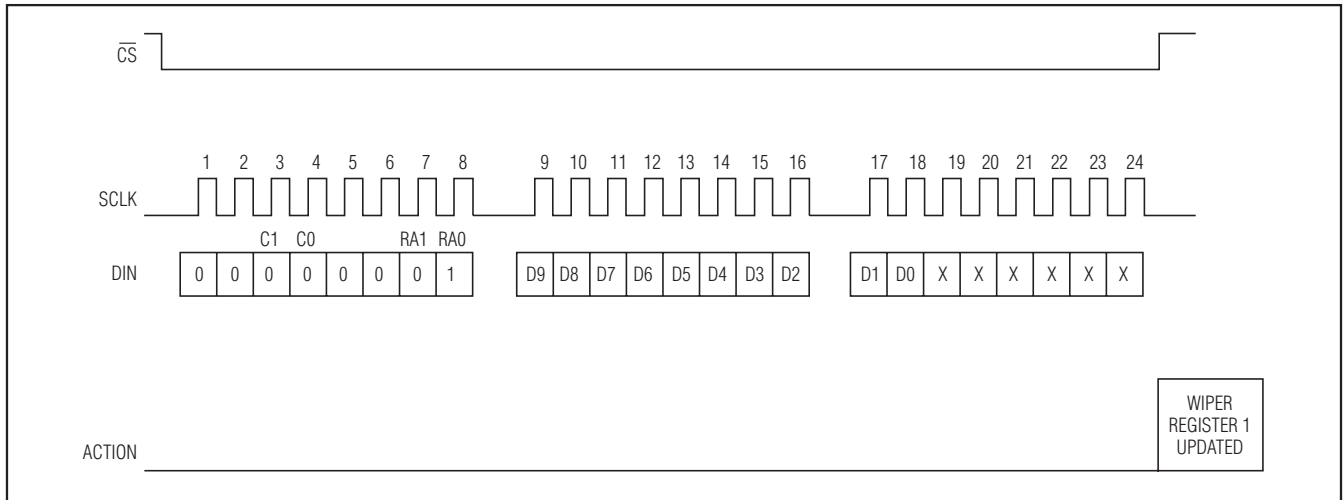 C̅S̅
1 2 3 4 5 6 7 8 9 10 11 12 13 14 15 16 17 18 19 20 21 22 23 24
SCLK
C1 C0 RA1 RA0
DIN 0 0 0 0 0 0 0 1 D9 D8 D7 D6 D5 D4 D3 D2 D1 D0 X X X X X X
WIPER
REGISTER 1
UPDATED
ACTION